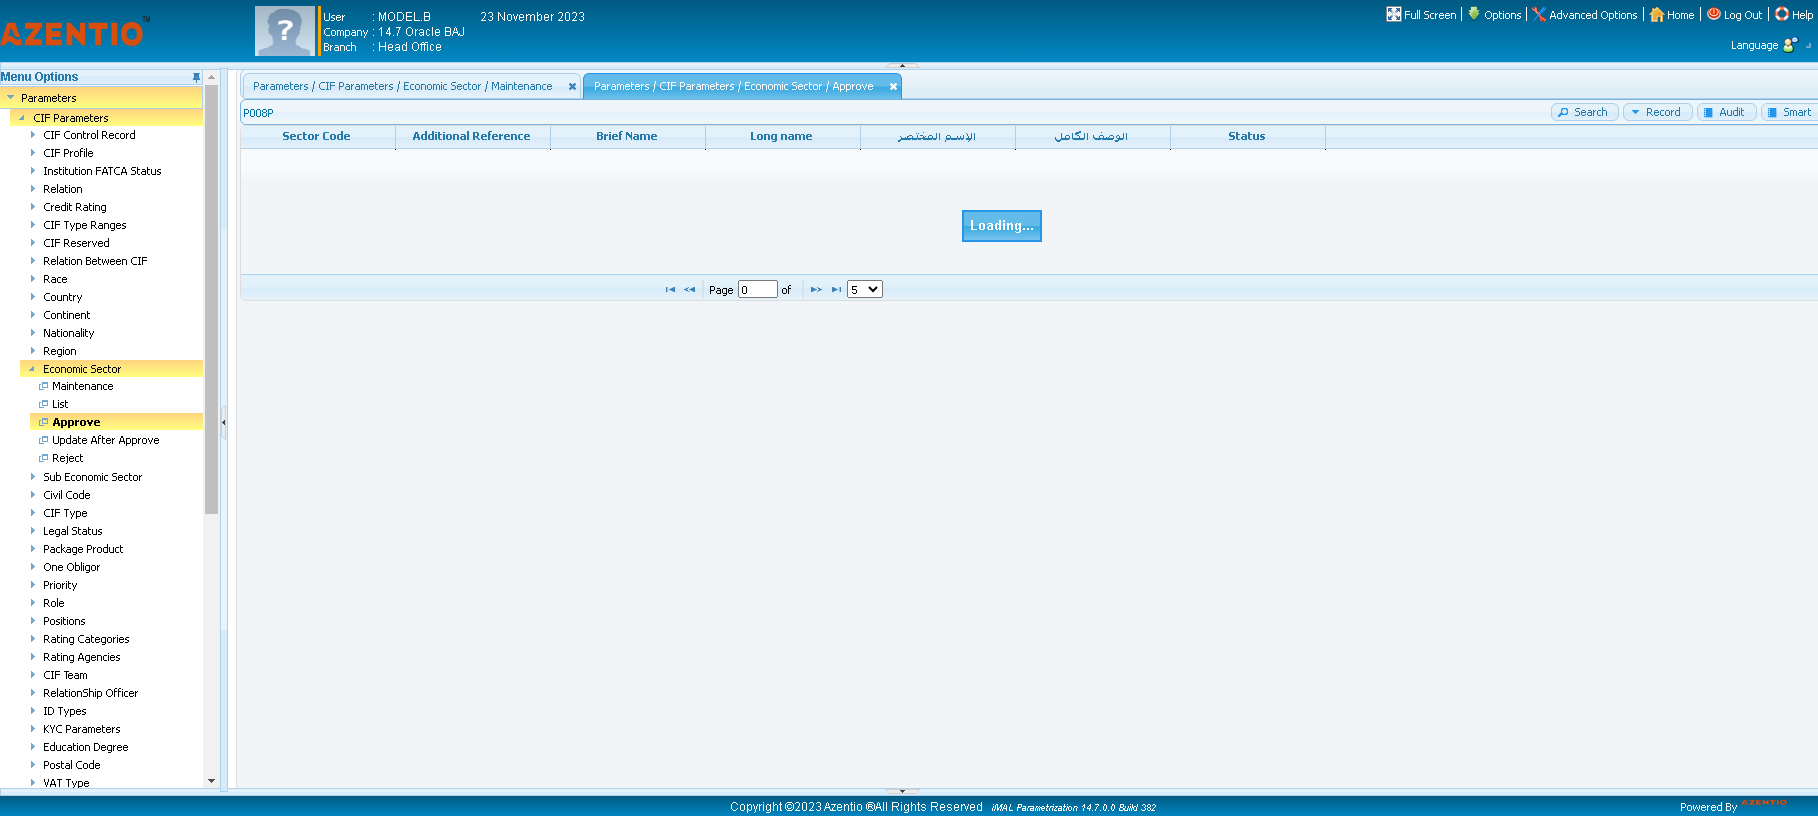 AZENTIO™
User : MODEL.B 23 November 2023
Company : 14.7 Oracle BAJ
Branch : Head Office
Full Screen | Options | Advanced Options | Home | Log Out | Help
Language
Menu Options
Parameters
CIF Parameters
CIF Control Record
CIF Profile
Institution FATCA Status
Relation
Credit Rating
CIF Type Ranges
CIF Reserved
Relation Between CIF
Race
Country
Continent
Nationality
Region
Economic Sector
Maintenance
List
Approve
Update After Approve
Reject
Sub Economic Sector
Civil Code
CIF Type
Legal Status
Package Product
One Obligor
Priority
Role
Positions
Rating Categories
Rating Agencies
CIF Team
RelationShip Officer
ID Types
KYC Parameters
Education Degree
Postal Code
VAT Type
Parameters / CIF Parameters / Economic Sector / Maintenance
Parameters / CIF Parameters / Economic Sector / Approve
P008P
Search Record Audit Smart
Sector Code Additional Reference Brief Name Long name الإسم المختصر الوصف الكامل Status
Loading...
Page 0 of 5
Copyright ©2023 Azentio ®All Rights Reserved iMAL Parametrization 14.7.0.0 Build 382
Powered By AZENTIO